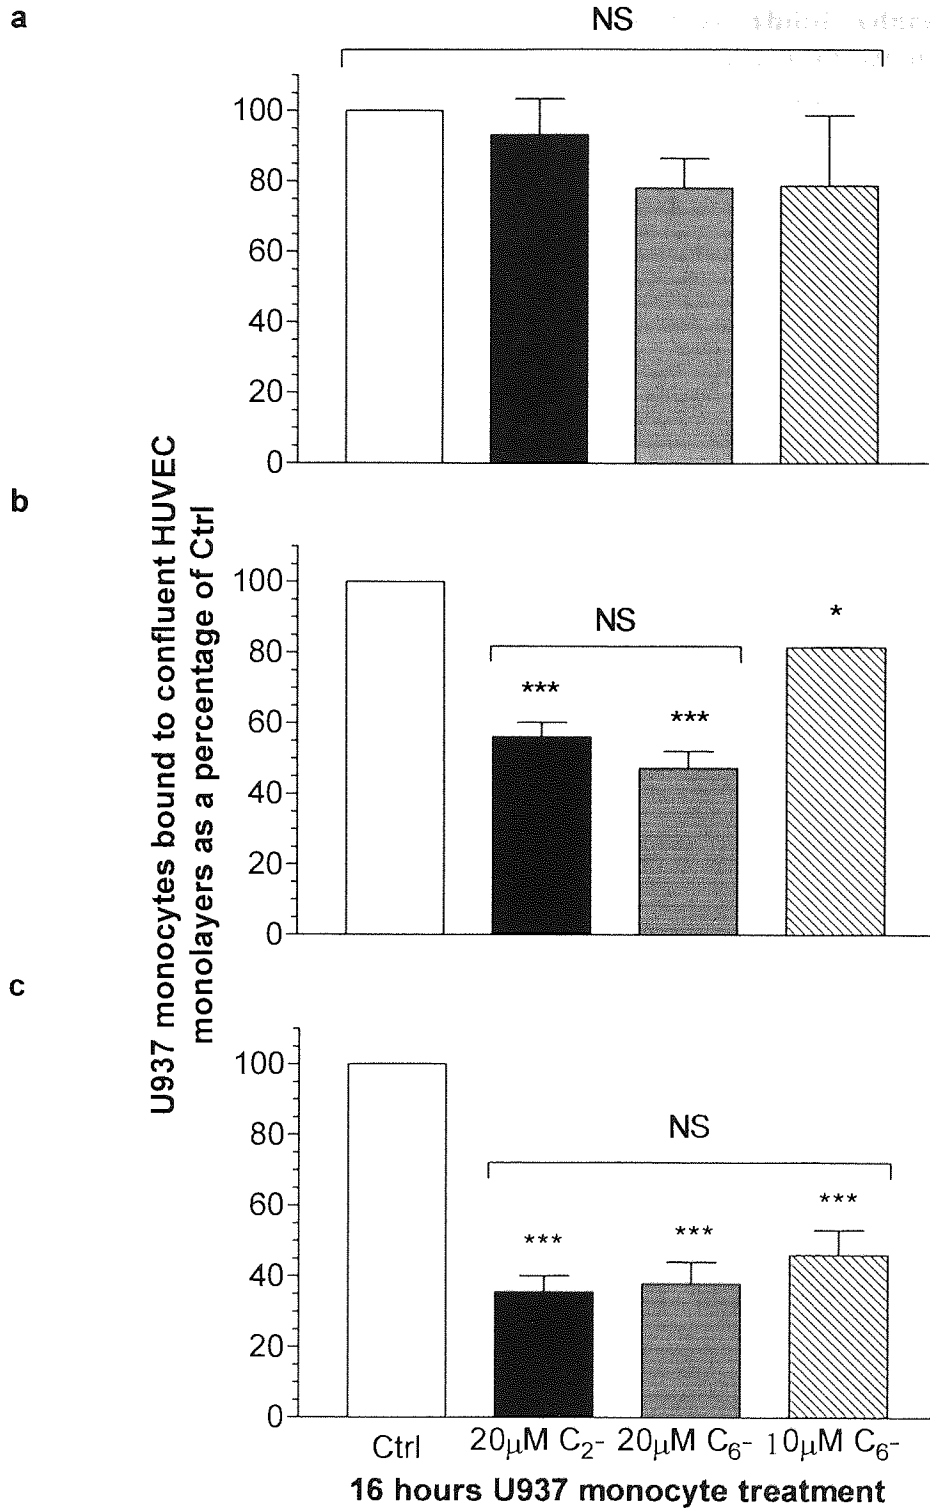 a
NS
100
80
60
40
20
0
b
100
80
60
40
20
0
NS
***
***
*
U937 monocytes bound to confluent HUVEC
monolayers as a percentage of Ctrl
c
100
80
60
40
20
0
NS
***
***
***
Ctrl 20μM C₂- 20μM C₆- 10μM C₆-
16 hours U937 monocyte treatment